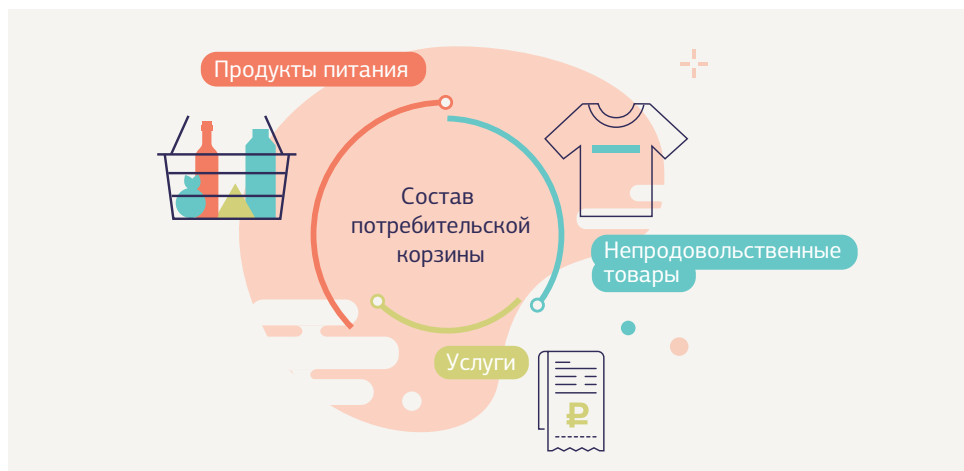 Продукты питания
Состав
потребительской
корзины
Непродовольственные
товары
Услуги
₽